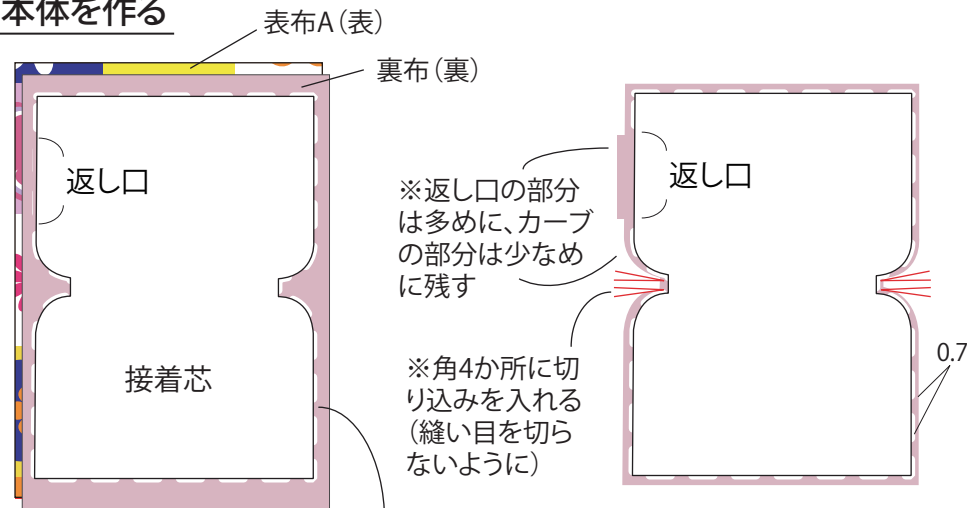 本体を作る
表布A（表）
裏布（裏）
返し口
接着芯
※返し口の部分
は多めに、カーブ
の部分は少なめ
に残す
※角4か所に切
り込みを入れる
（縫い目を切ら
ないように）
返し口
0.7